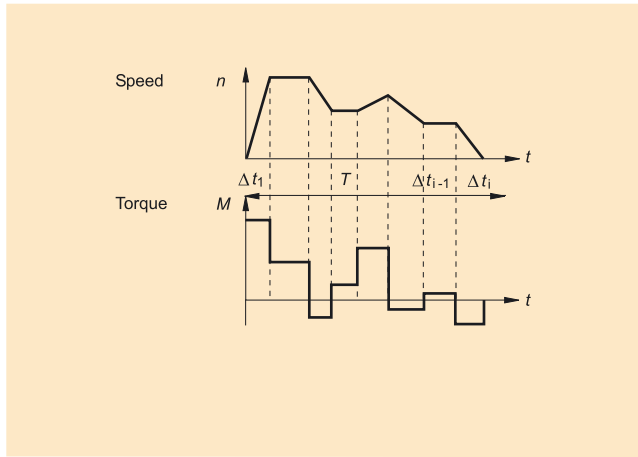 Speed n
t
Δt1 T Δti-1 Δti
Torque M
t